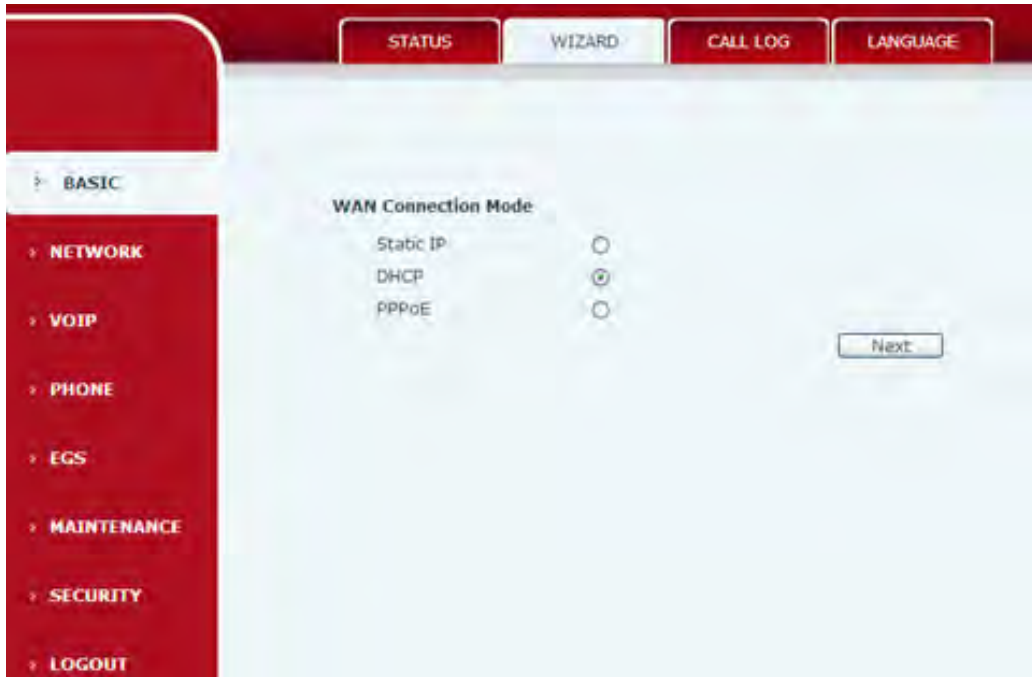 STATUS
WIZARD
CALL LOG
LANGUAGE
BASIC
NETWORK
VOIP
PHONE
EGS
MAINTENANCE
SECURITY
LOGOUT
WAN Connection Mode
Static IP
DHCP
PPPoE
Next